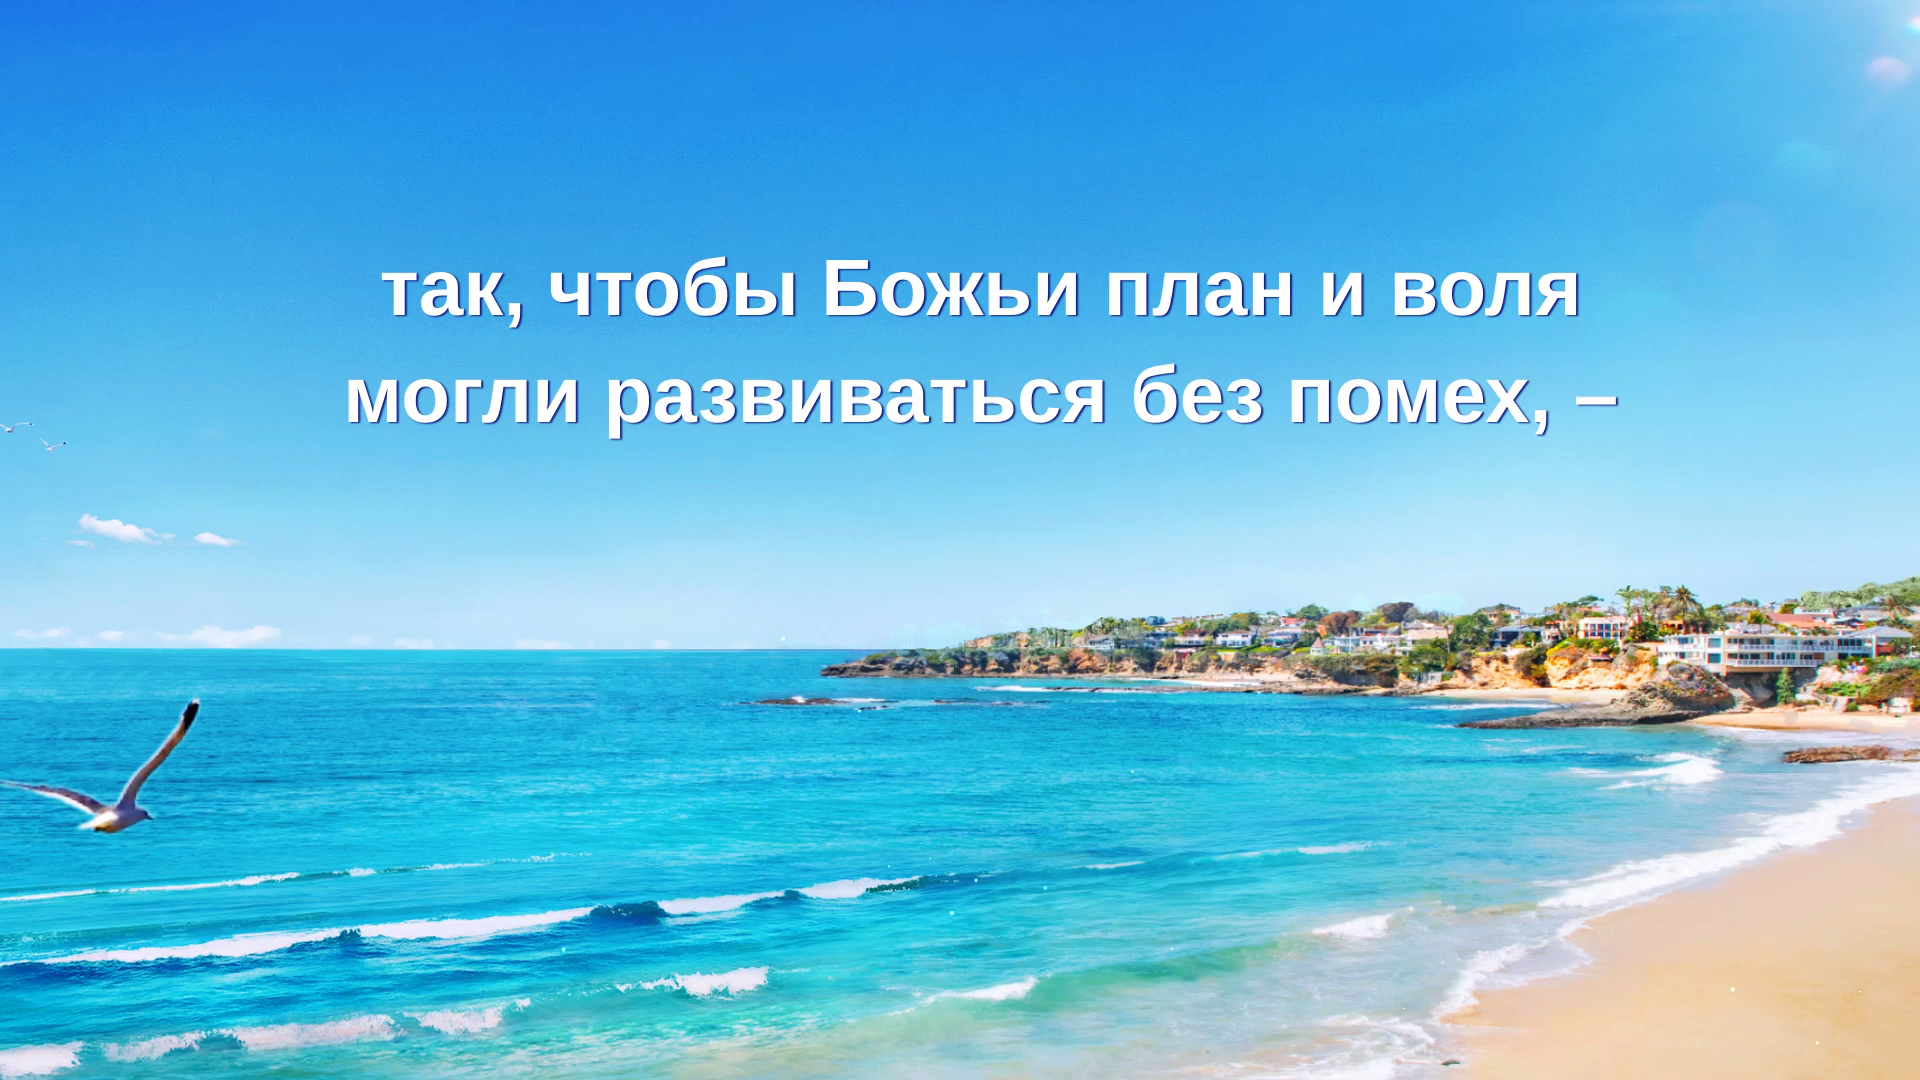 так, чтобы Божьи план и воля
могли развиваться без помех, –